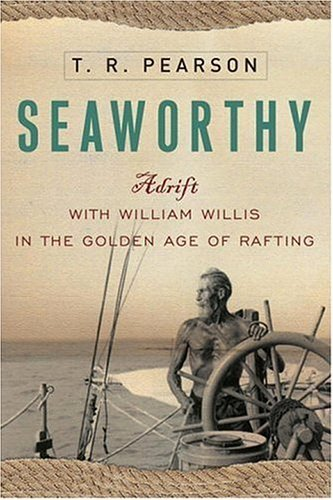 T. R. PEARSON
SEAWORTHY
Adrift
WITH WILLIAM WILLIS
IN THE GOLDEN AGE OF RAFTING